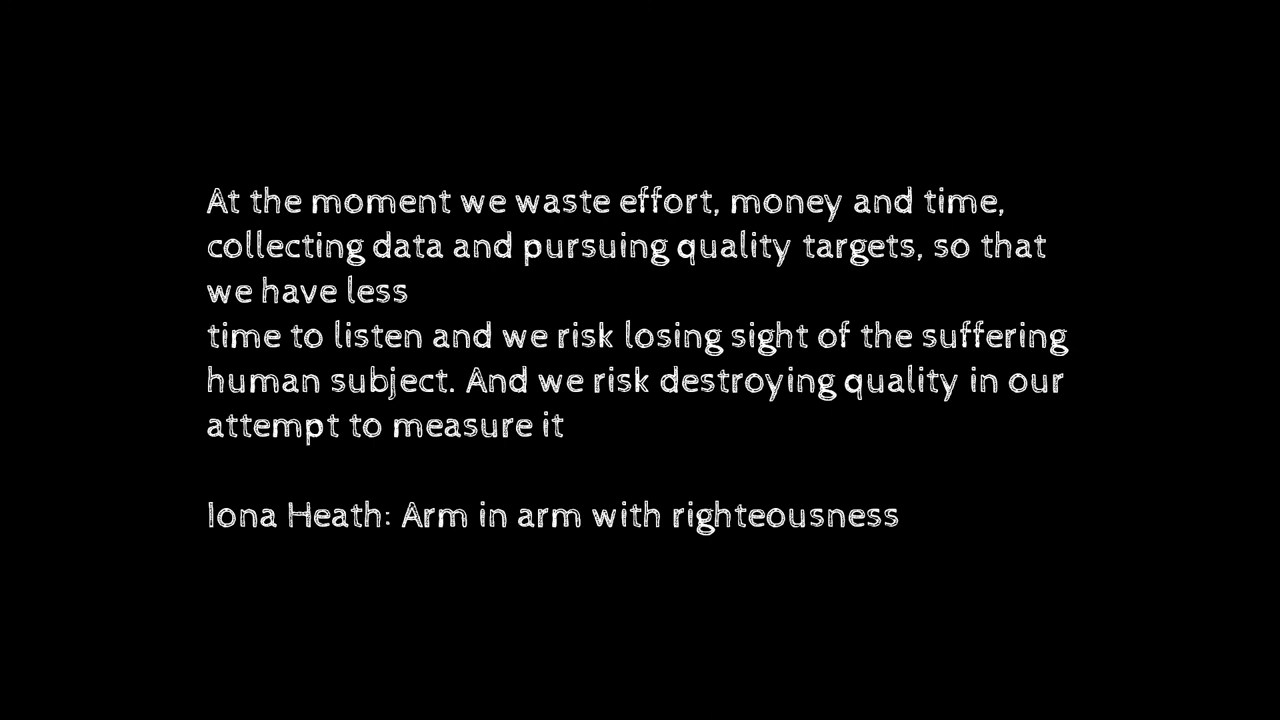 At the moment we waste effort, money and time,
collecting data and pursuing quality targets, so that
we have less
time to listen and we risk losing sight of the suffering
human subject. And we risk destroying quality in our
attempt to measure it
Iona Heath: Arm in arm with righteousness